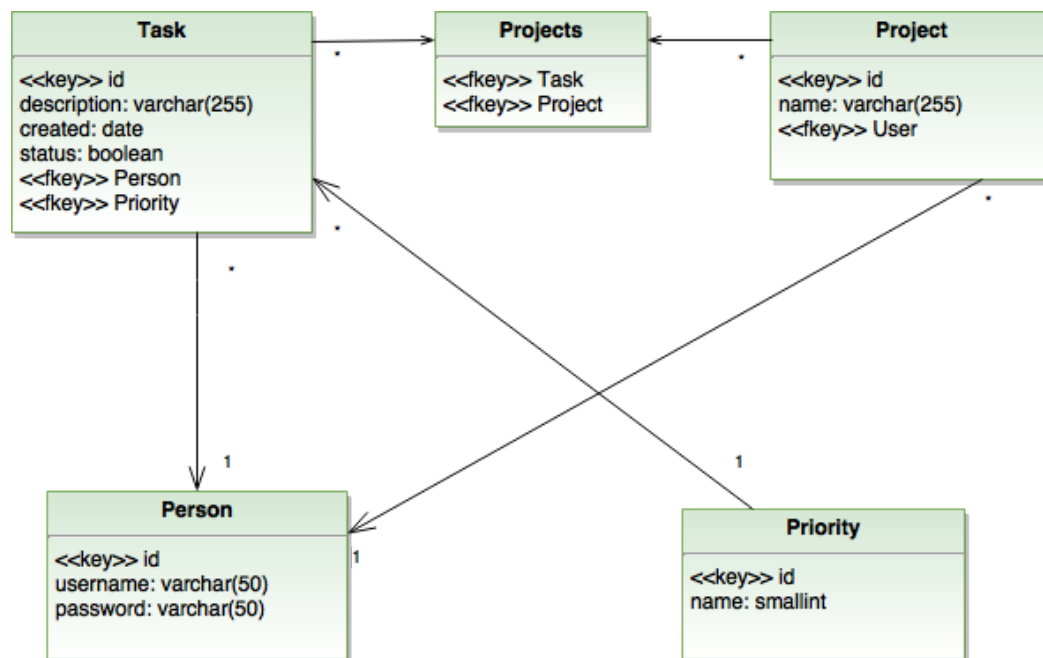 Task
<<key>> id
description: varchar(255)
created: date
status: boolean
<<fkey>> Person
<<fkey>> Priority
*
Projects
<<fkey>> Task
<<fkey>> Project
*
Project
<<key>> id
name: varchar(255)
<<fkey>> User
*
*
*
1
1
1
Person
<<key>> id
username: varchar(50)
password: varchar(50)
Priority
<<key>> id
name: smallint